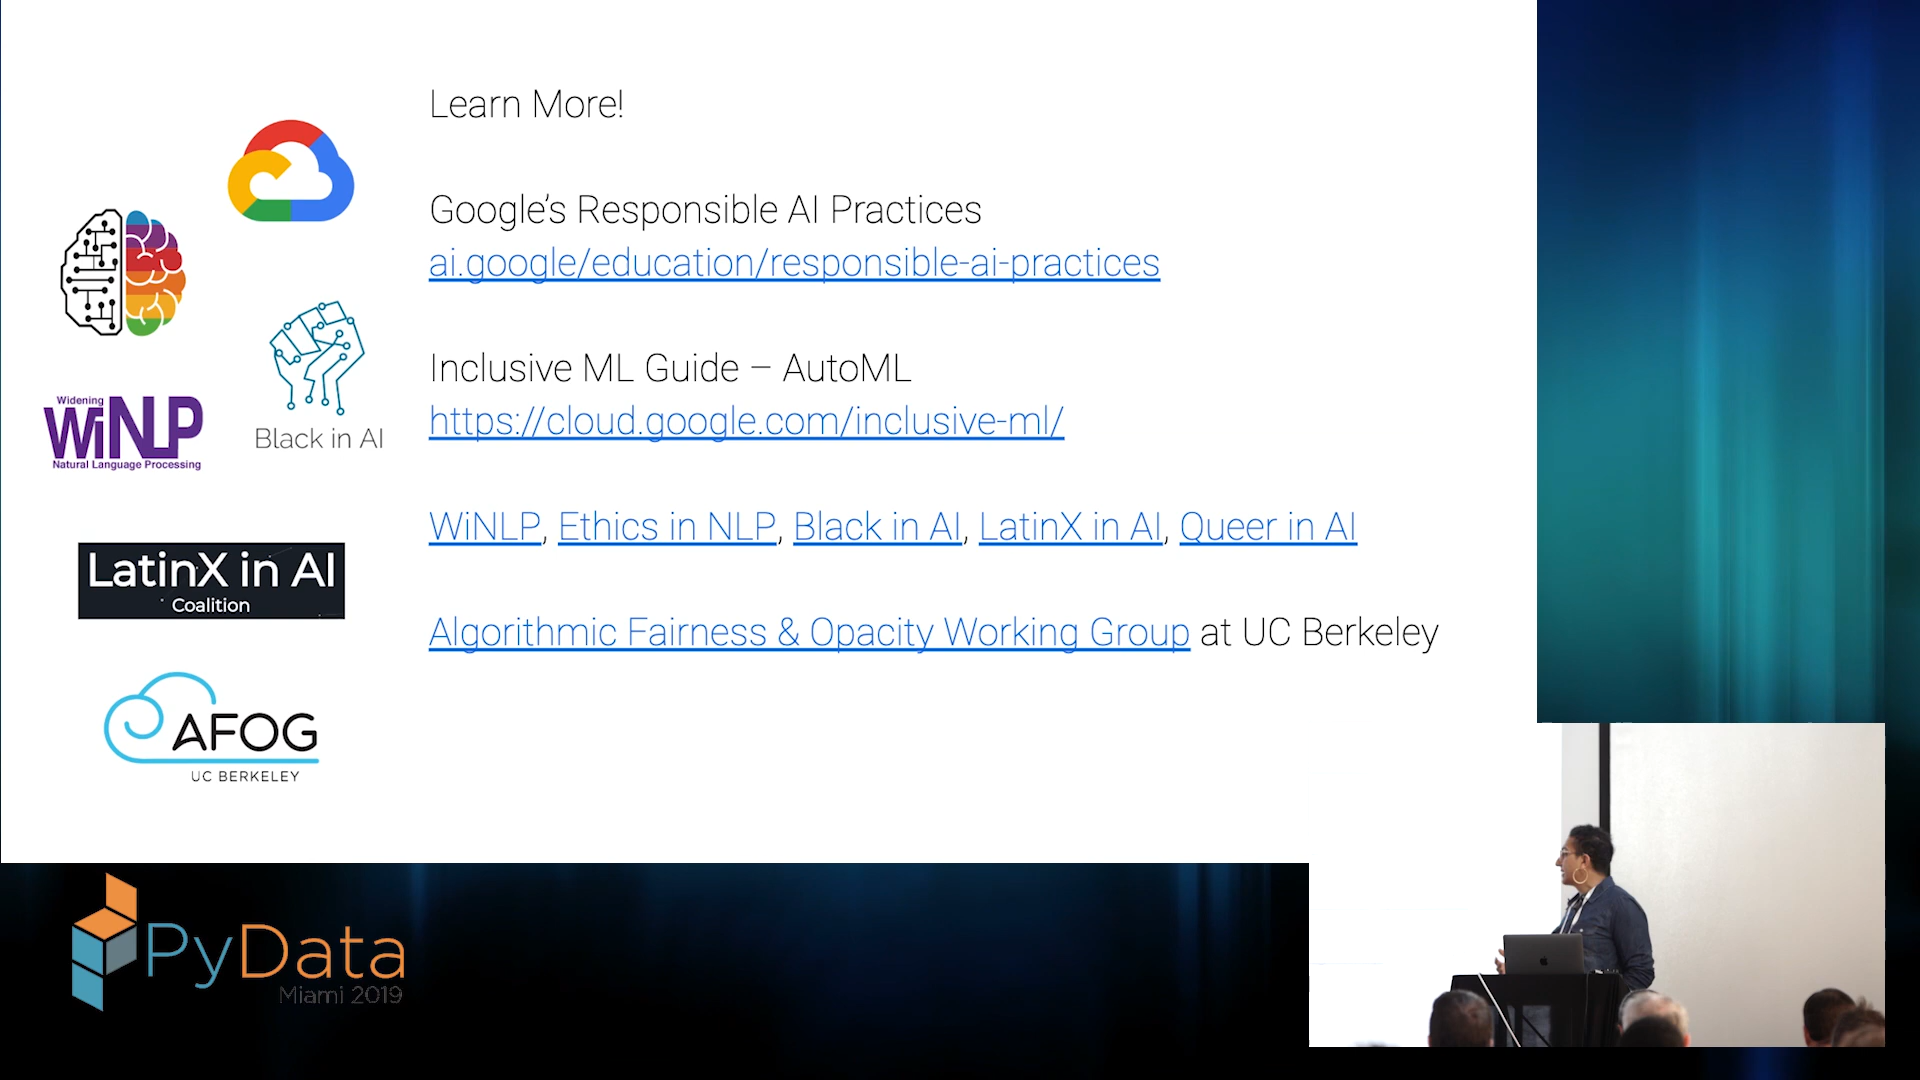 Learn More!
Google's Responsible AI Practices
ai.google/education/responsible-ai-practices
Inclusive ML Guide – AutoML
https://cloud.google.com/inclusive-ml/
WiNLP, Ethics in NLP, Black in AI, LatinX in AI, Queer in AI
Algorithmic Fairness & Opacity Working Group at UC Berkeley
Widening
WiNLP
Natural Language Processing
Black in AI
LatinX in AI
Coalition
AFOG
UC BERKELEY
PyData
Miami 2019